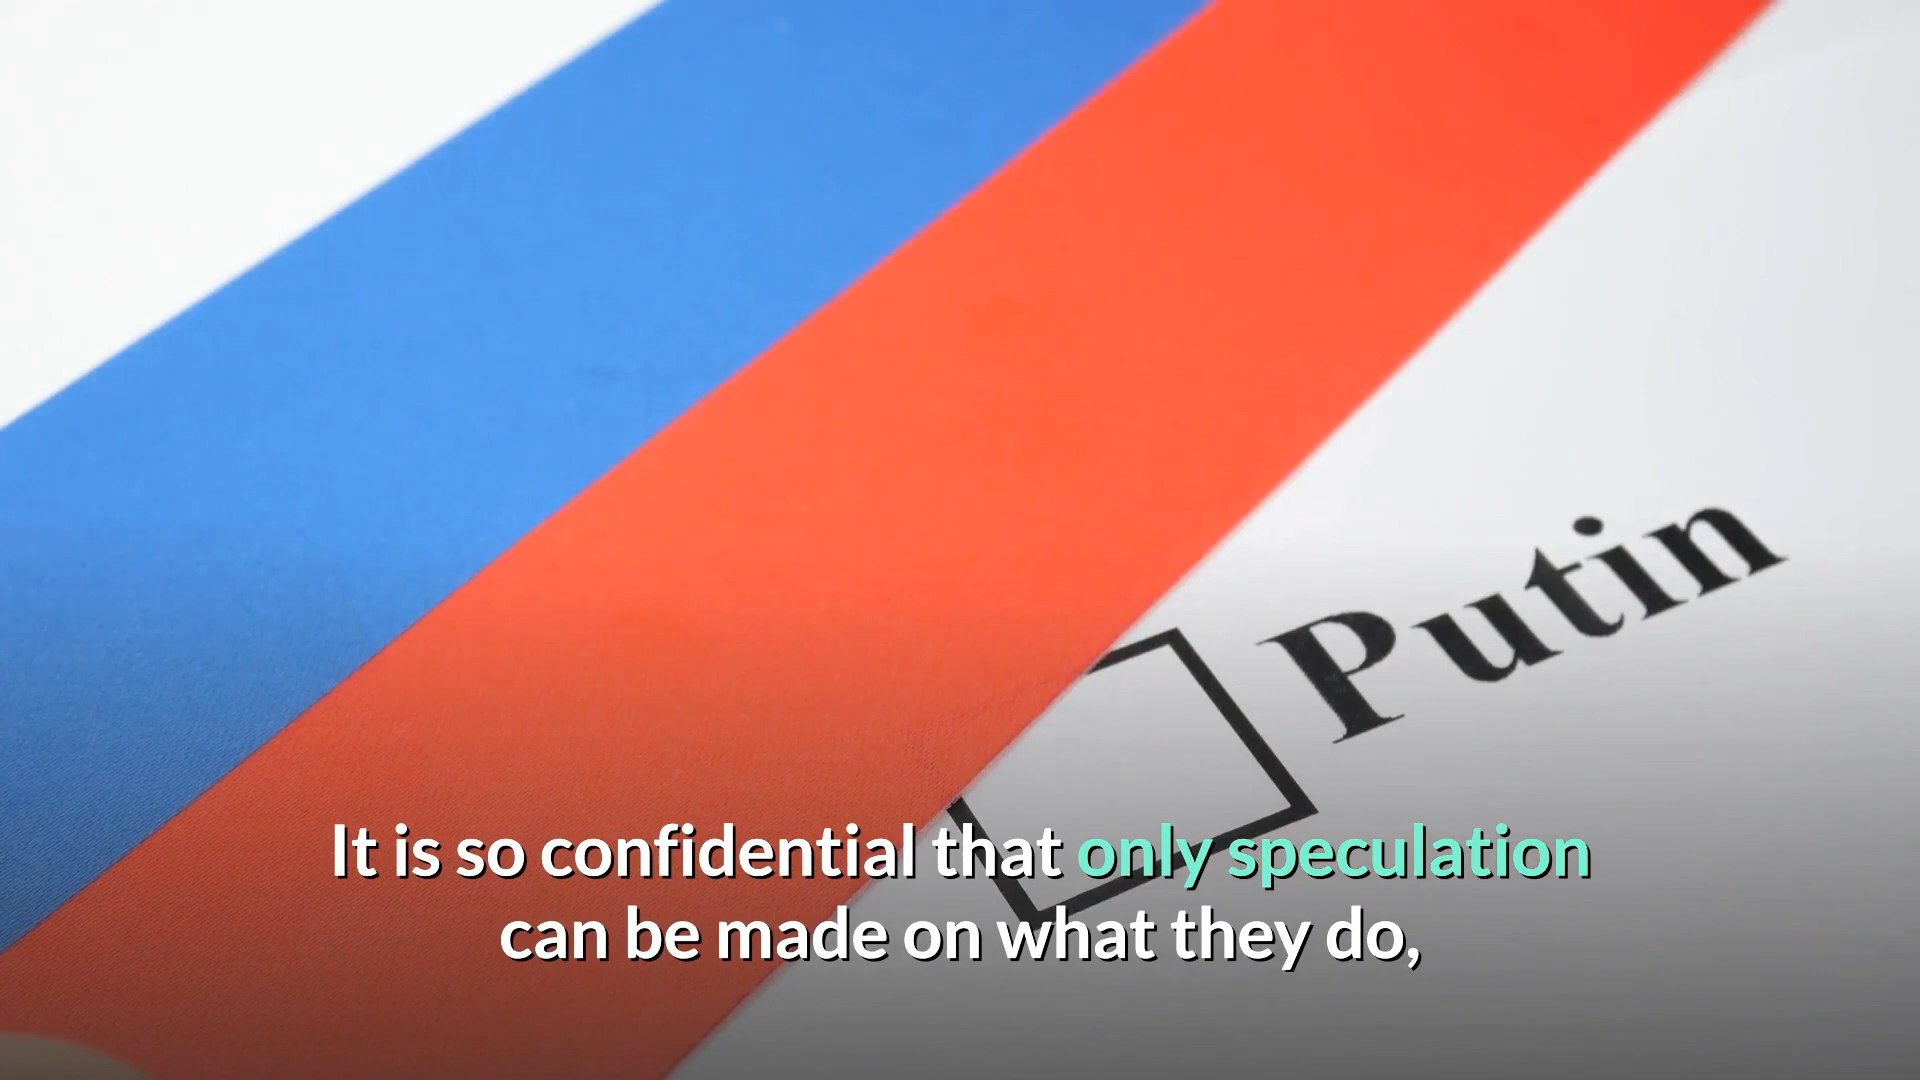 Putin
It is so confidential that only speculation
can be made on what they do,